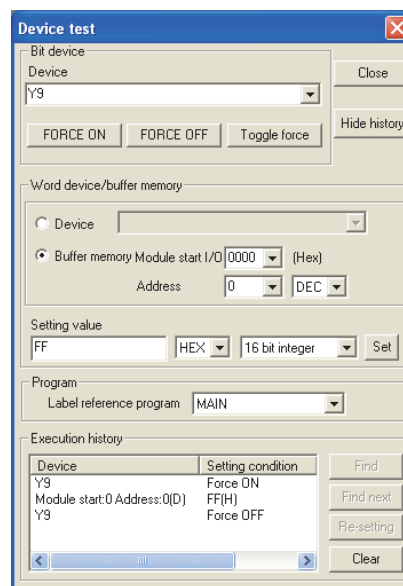 Device test
Bit device
Device
Close
Y9
FORCE ON FORCE OFF Toggle force
Hide history
Word device/buffer memory
Device
Buffer memory Module start I/O 0000 (Hex)
Address 0 DEC
Setting value
FF HEX 16 bit integer Set
Program
Label reference program MAIN
Execution history
Device Setting condition Find
Y9 Force ON
Module start:0 Address:0(D) FF(H) Find next
Y9 Force OFF
Re-setting
Clear